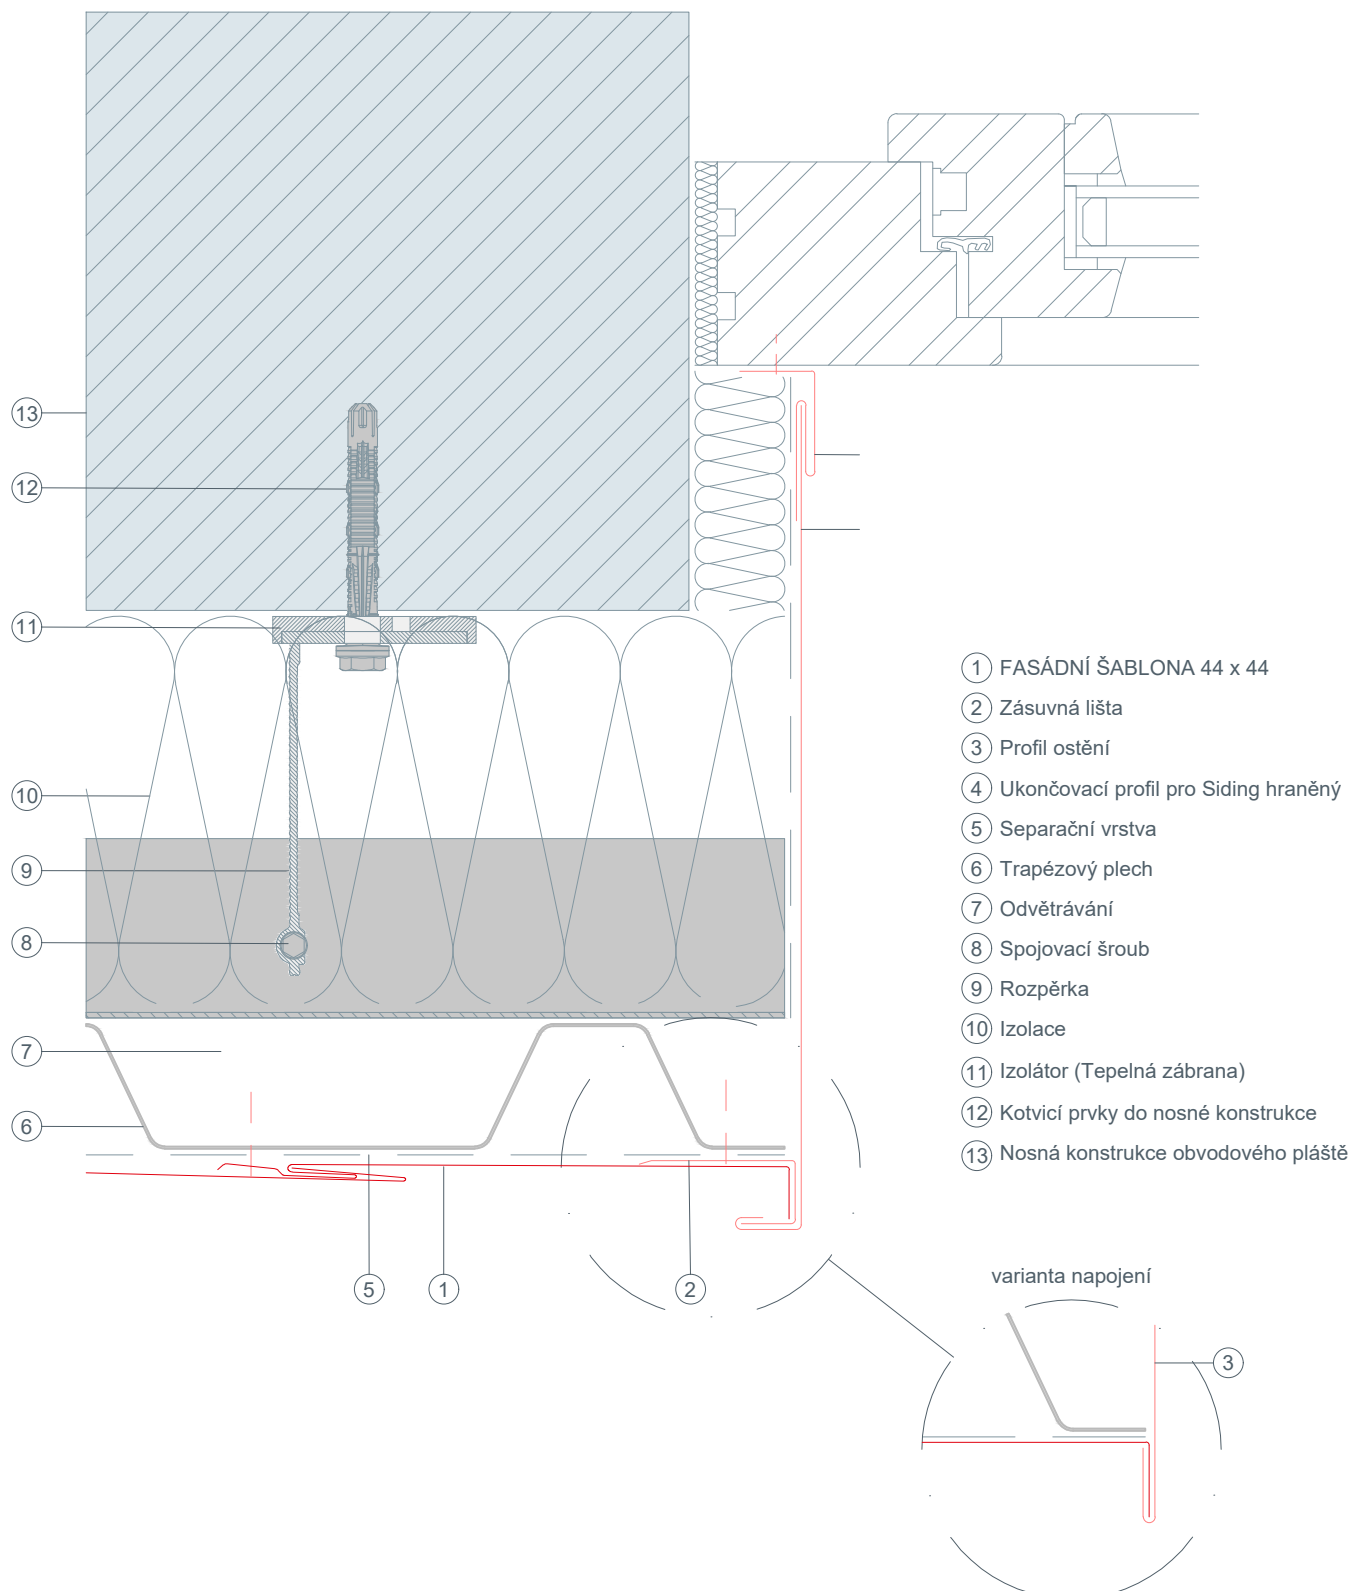 13
12
11
10
9
8
7
6
5
1
2
1 FASÁDNÍ ŠABLONA 44 x 44
2 Zásuvná lišta
3 Profil ostění
4 Ukončovací profil pro Siding hraněný
5 Separační vrstva
6 Trapézový plech
7 Odvětrávání
8 Spojovací šroub
9 Rozpěrka
10 Izolace
11 Izolátor (Tepelná zábrana)
12 Kotvicí prvky do nosné konstrukce
13 Nosná konstrukce obvodového pláště
varianta napojení
3